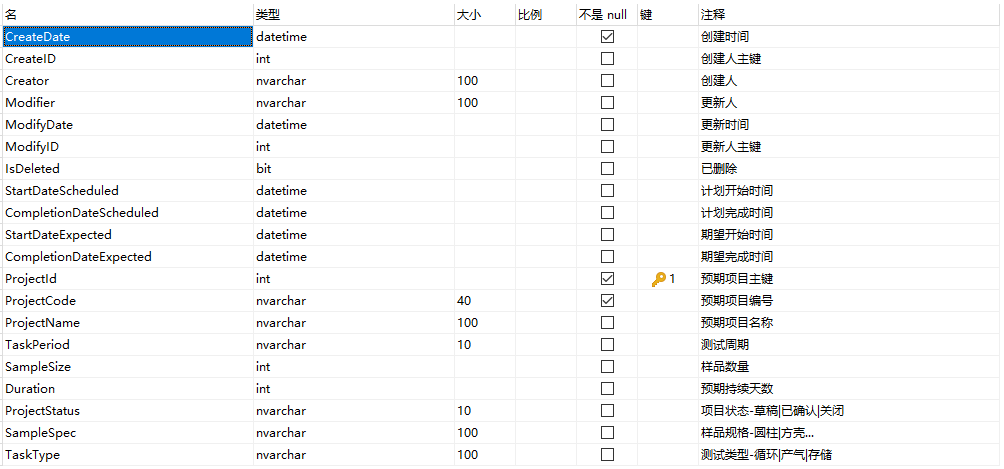 名 类型 大小 比例 不是 null 键 注释
CreateDate datetime 创建时间
CreateID int 创建人主键
Creator nvarchar 100 创建人
Modifier nvarchar 100 更新人
ModifyDate datetime 更新时间
ModifyID int 更新人主键
IsDeleted bit 已删除
StartDateScheduled datetime 计划开始时间
CompletionDateScheduled datetime 计划完成时间
StartDateExpected datetime 期望开始时间
CompletionDateExpected datetime 期望完成时间
ProjectId int 1 预期项目主键
ProjectCode nvarchar 40 预期项目编号
ProjectName nvarchar 100 预期项目名称
TaskPeriod nvarchar 10 测试周期
SampleSize int 样品数量
Duration int 预期持续天数
ProjectStatus nvarchar 10 项目状态-草稿|已确认|关闭
SampleSpec nvarchar 100 样品规格-圆柱|方壳...
TaskType nvarchar 100 测试类型-循环|产气|存储